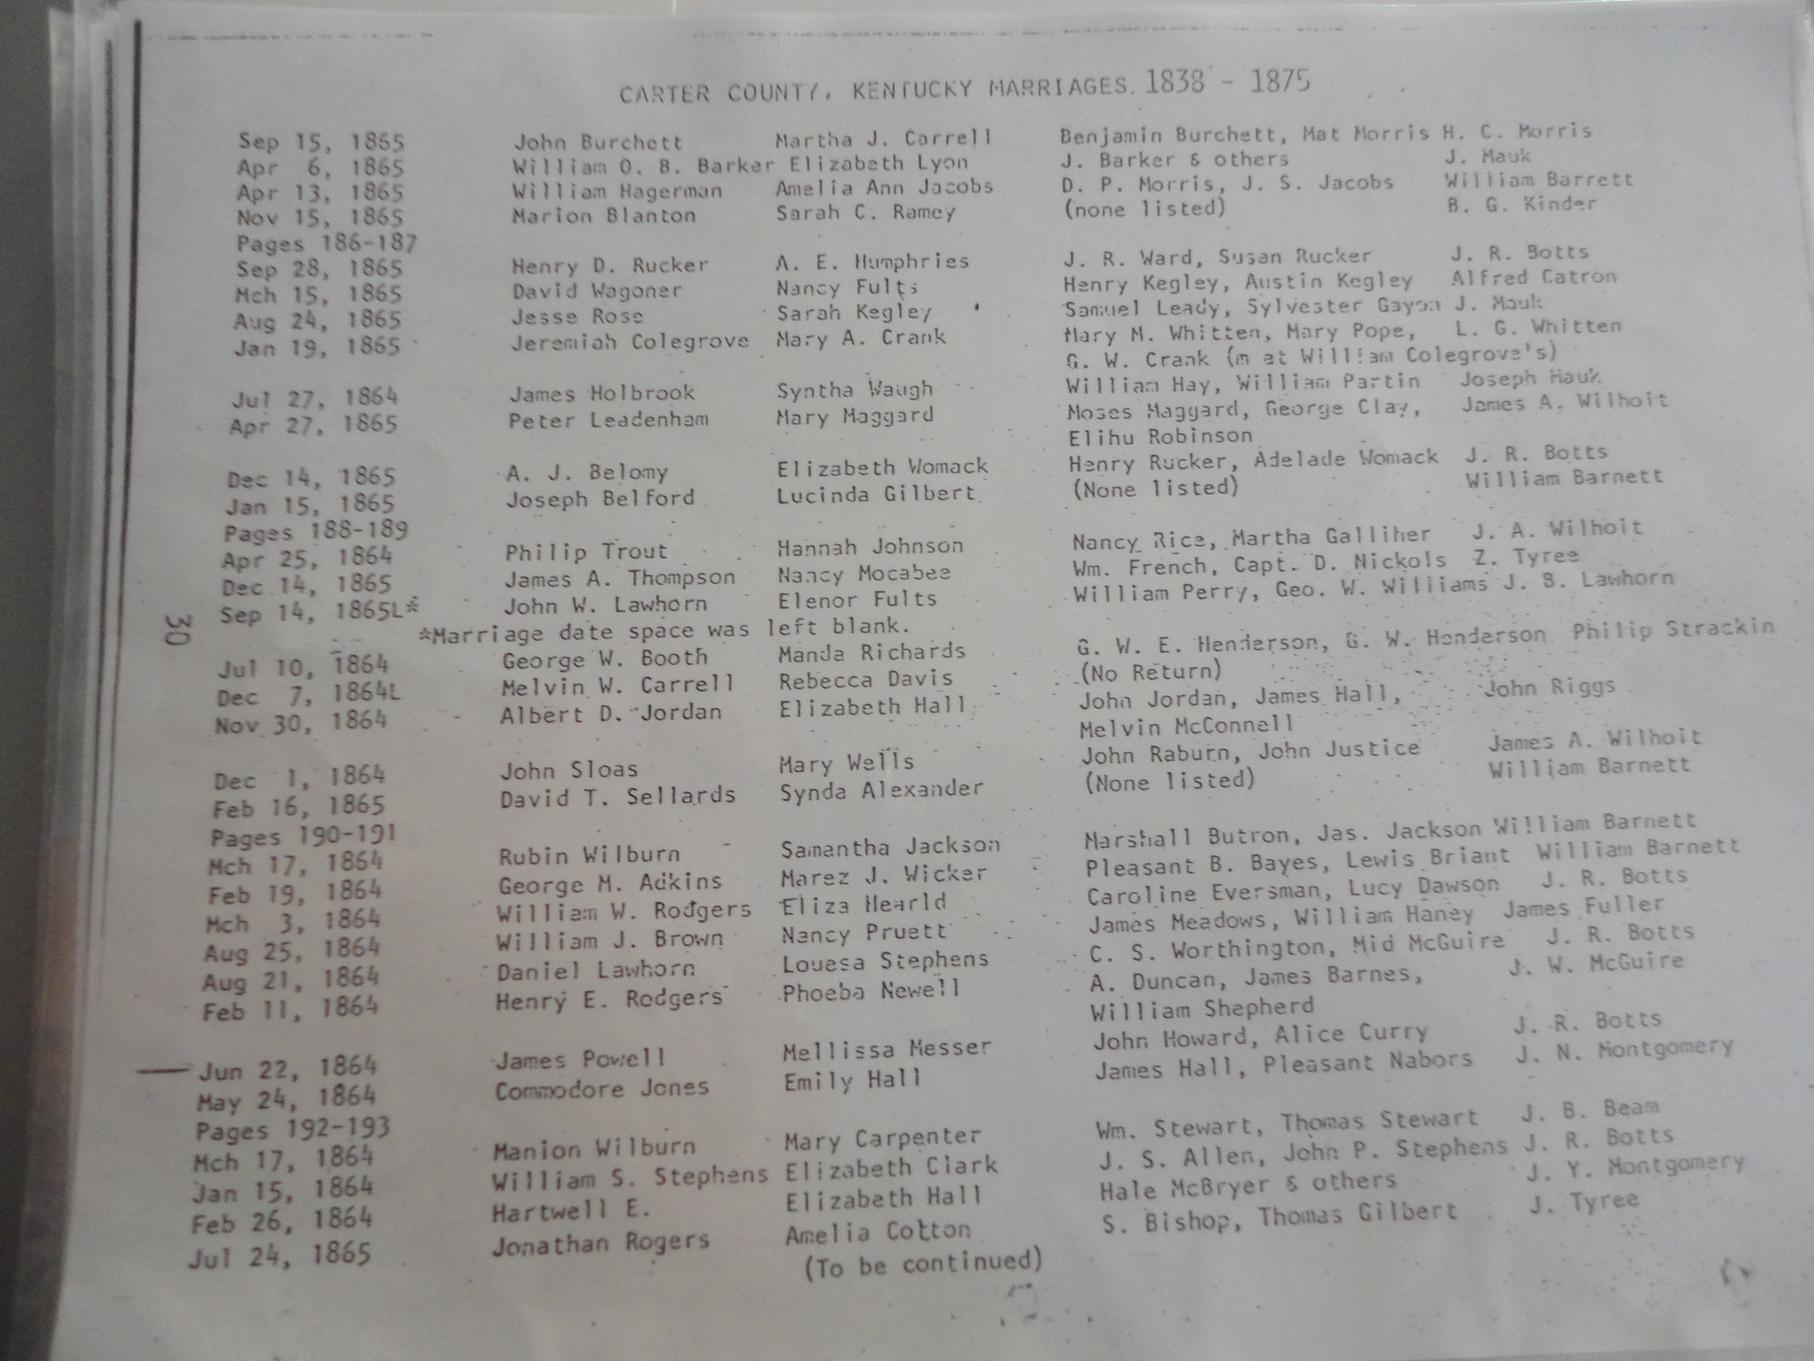 CARTER COUNTY, KENTUCKY MARRIAGES, 1838 - 1875
Sep 15, 1865 John Burchett Martha J. Carrell Benjamin Burchett, Mat Morris H. C. Morris
Apr 6, 1865 William O. B. Barker Elizabeth Lyon J. Barker & others J. Mauk
Apr 13, 1865 William Hagerman Amelia Ann Jacobs D. P. Morris, J. S. Jacobs William Barrett
Nov 15, 1865 Marion Blanton Sarah C. Ramey (none listed) B. G. Kinder
Pages 186-187
Sep 28, 1865 Henry D. Rucker A. E. Humphries J. R. Ward, Susan Rucker J. R. Botts
Mch 15, 1865 David Wagoner Nancy Fults Henry Kegley, Austin Kegley Alfred Catron
Aug 24, 1865 Jesse Rose Sarah Kegley Samuel Leady, Sylvester Gayon J. Mauk
Jan 19, 1865 Jeremiah Colegrove Mary A. Crank Mary M. Whitten, Mary Pope, L. G. Whitten
G. W. Crank (m at William Colegrove's)
Jul 27, 1864 James Holbrook Syntha Waugh William Hay, William Partin Joseph Mauk
Apr 27, 1865 Peter Leadenham Mary Maggard Moses Maggard, George Clay, James A. Wilhoit
Elihu Robinson
Dec 14, 1865 A. J. Belomy Elizabeth Womack Henry Rucker, Adelade Womack J. R. Botts
Jan 15, 1865 Joseph Belford Lucinda Gilbert (None listed) William Barnett
Pages 188-189
Apr 25, 1864 Philip Trout Hannah Johnson Nancy Rice, Martha Galliher J. A. Wilhoit
Dec 14, 1865 James A. Thompson Nancy Mocabee Wm. French, Capt. D. Nickols Z. Tyree
Sep 14, 1865L* John W. Lawhorn Elenor Fults William Perry, Geo. W. Williams J. B. Lawhorn
*Marriage date space was left blank.
30
Jul 10, 1864 George W. Booth Manda Richards G. W. E. Henderson, G. W. Henderson Philip Strackin
Dec 7, 1864L Melvin W. Carrell Rebecca Davis (No Return)
Nov 30, 1864 Albert D. Jordan Elizabeth Hall John Jordan, James Hall, John Riggs
Melvin McConnell
Dec 1, 1864 John Sloas Mary Wells John Raburn, John Justice James A. Wilhoit
Feb 16, 1865 David T. Sellards Synda Alexander (None listed) William Barnett
Pages 190-191
Mch 17, 1864 Rubin Wilburn Samantha Jackson Marshall Butron, Jas. Jackson William Barnett
Feb 19, 1864 George M. Adkins Marez J. Wicker Pleasant B. Bayes, Lewis Briant William Barnett
Mch 3, 1864 William W. Rodgers Eliza Hearld Caroline Eversman, Lucy Dawson J. R. Botts
Aug 25, 1864 William J. Brown Nancy Pruett James Meadows, William Haney James Fuller
Aug 21, 1864 Daniel Lawhorn Louesa Stephens C. S. Worthington, Mid McGuire J. R. Botts
Feb 11, 1864 Henry E. Rodgers Phoeba Newell A. Duncan, James Barnes, J. W. McGuire
William Shepherd
Jun 22, 1864 James Powell Mellissa Messer John Howard, Alice Curry J. R. Botts
May 24, 1864 Commodore Jones Emily Hall James Hall, Pleasant Nabors J. N. Montgomery
Pages 192-193
Mch 17, 1864 Manion Wilburn Mary Carpenter Wm. Stewart, Thomas Stewart J. B. Beam
Jan 15, 1864 William S. Stephens Elizabeth Clark J. S. Allen, John P. Stephens J. R. Botts
Feb 26, 1864 Hartwell E. Elizabeth Hall Hale McBryer & others J. Y. Montgomery
Jul 24, 1865 Jonathan Rogers Amelia Cotton S. Bishop, Thomas Gilbert J. Tyree
(To be continued)